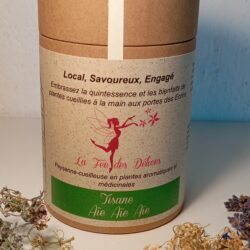 Local, Savoureux, Engagé
Embrassez la quintessence et les bienfaits de
plantes cueillies à la main aux portes des Ecrins
La Fée des Délices
Paysanne-cueilleuse en plantes aromatiques et
médicinales
Tisane
Aïe Aïe Aïe